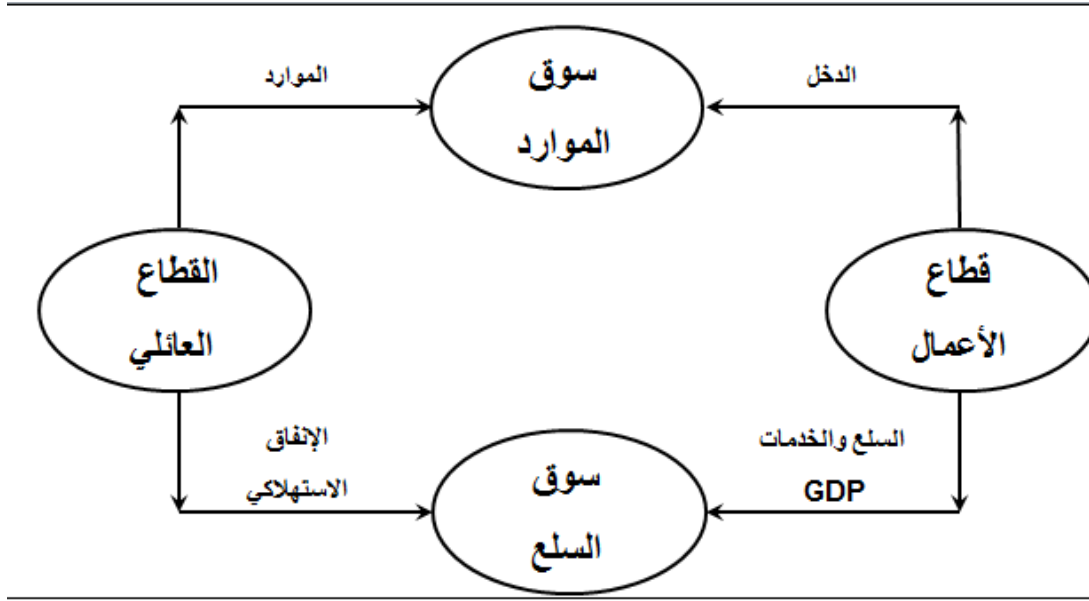 سوق
الموارد
الدخل
الموارد
قطاع
الأعمال
القطاع
العائلي
السلع والخدمات
GDP
الإنفاق
الاستهلاكي
سوق
السلع